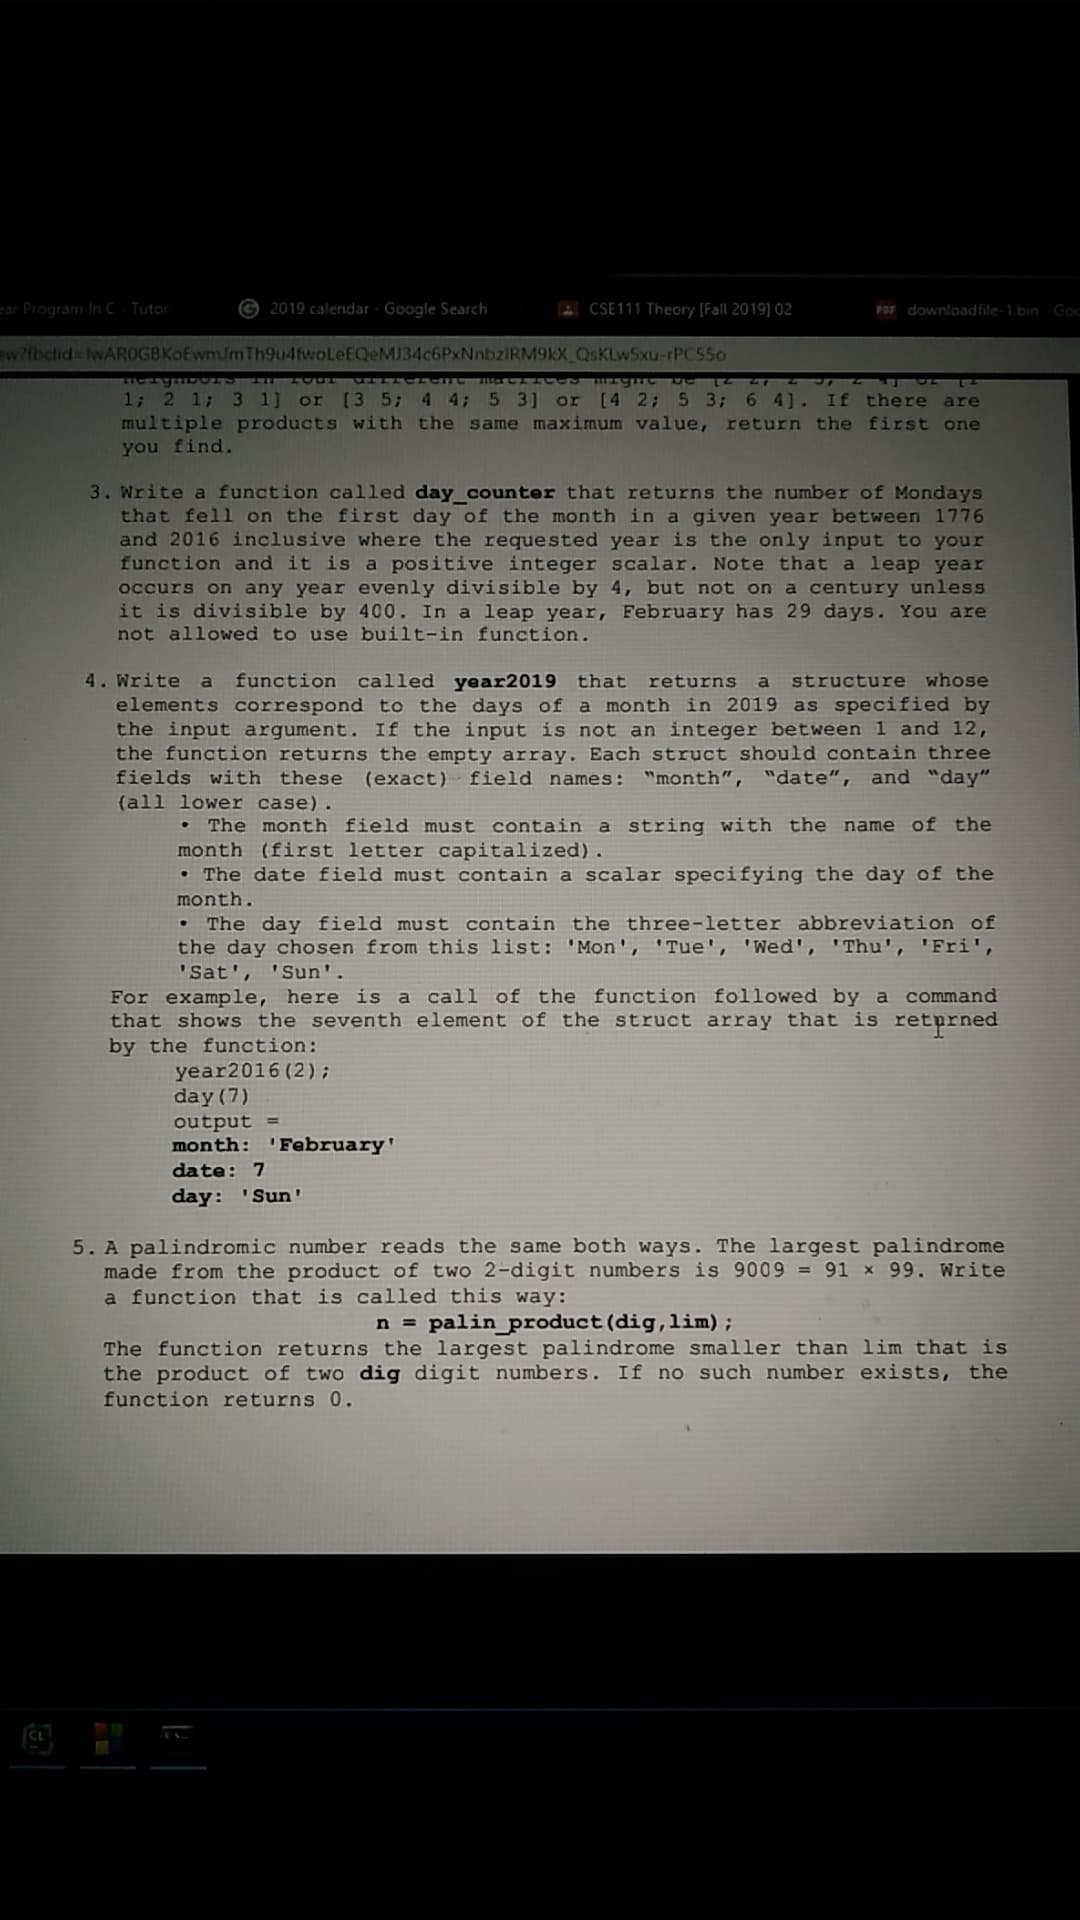 ear Program In C - Tutor
2019 calendar - Google Search
CSE111 Theory [Fall 2019] 02
PDF downloadfile-1.bin Goo
neighbors in four different matrices might be
1; 2 1; 3 1] or [3 5; 4 4; 5 3] or [4 2; 5 3; 6 4]. If there are
multiple products with the same maximum value, return the first one
you find.
3. Write a function called day_counter that returns the number of Mondays
that fell on the first day of the month in a given year between 1776
and 2016 inclusive where the requested year is the only input to your
function and it is a positive integer scalar. Note that a leap year
occurs on any year evenly divisible by 4, but not on a century unless
it is divisible by 400. In a leap year, February has 29 days. You are
not allowed to use built-in function.
4. Write a function called year2019 that returns a structure whose
elements correspond to the days of a month in 2019 as specified by
the input argument. If the input is not an integer between 1 and 12,
the function returns the empty array. Each struct should contain three
fields with these (exact) field names: "month", "date", and "day"
(all lower case).
• The month field must contain a string with the name of the
month (first letter capitalized).
• The date field must contain a scalar specifying the day of the
month.
• The day field must contain the three-letter abbreviation of
the day chosen from this list: 'Mon', 'Tue', 'Wed', 'Thu', 'Fri',
'Sat', 'Sun'.
For example, here is a call of the function followed by a command
that shows the seventh element of the struct array that is returned
by the function:
year2016(2);
day(7)
output =
month: 'February'
date: 7
day: 'Sun'
5. A palindromic number reads the same both ways. The largest palindrome
made from the product of two 2-digit numbers is 9009 = 91 × 99. Write
a function that is called this way:
n = palin_product(dig,lim);
The function returns the largest palindrome smaller than lim that is
the product of two dig digit numbers. If no such number exists, the
function returns 0.
CL